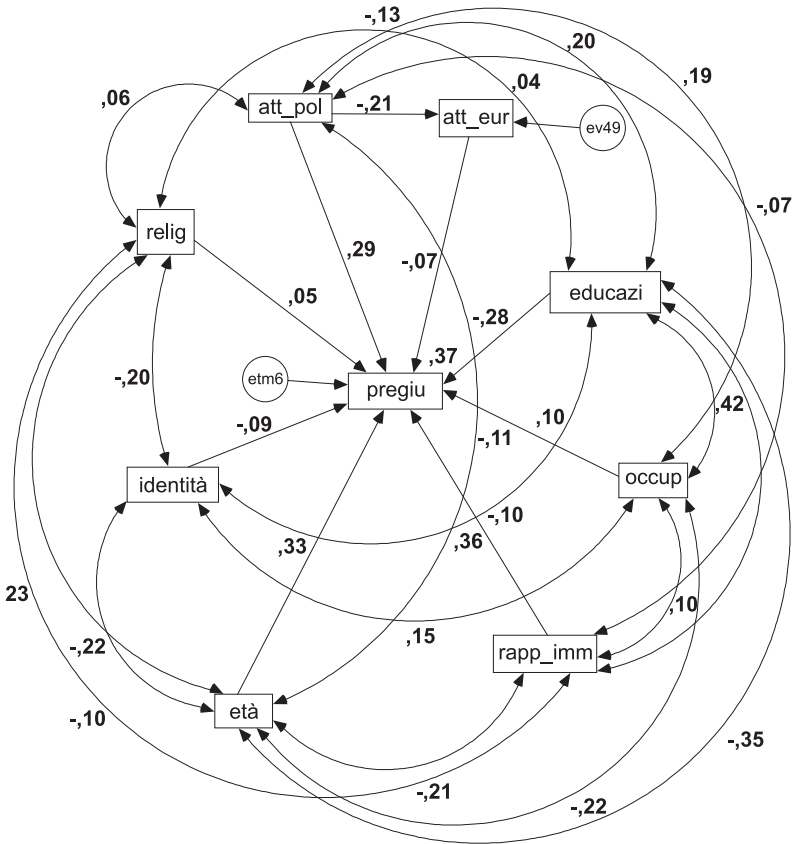 -,13
,20
,19
,06
att_pol
,04
-,21
att_eur
ev49
-,07
relig
,29
-,07
educazi
,05
-,28
-,20
etm6
,37
pregiu
-,09
,10
,42
-,11
identità
occup
-,10
,33
,36
23
,10
,15
-,22
rapp_imm
età
-,10
-,35
-,21
-,22